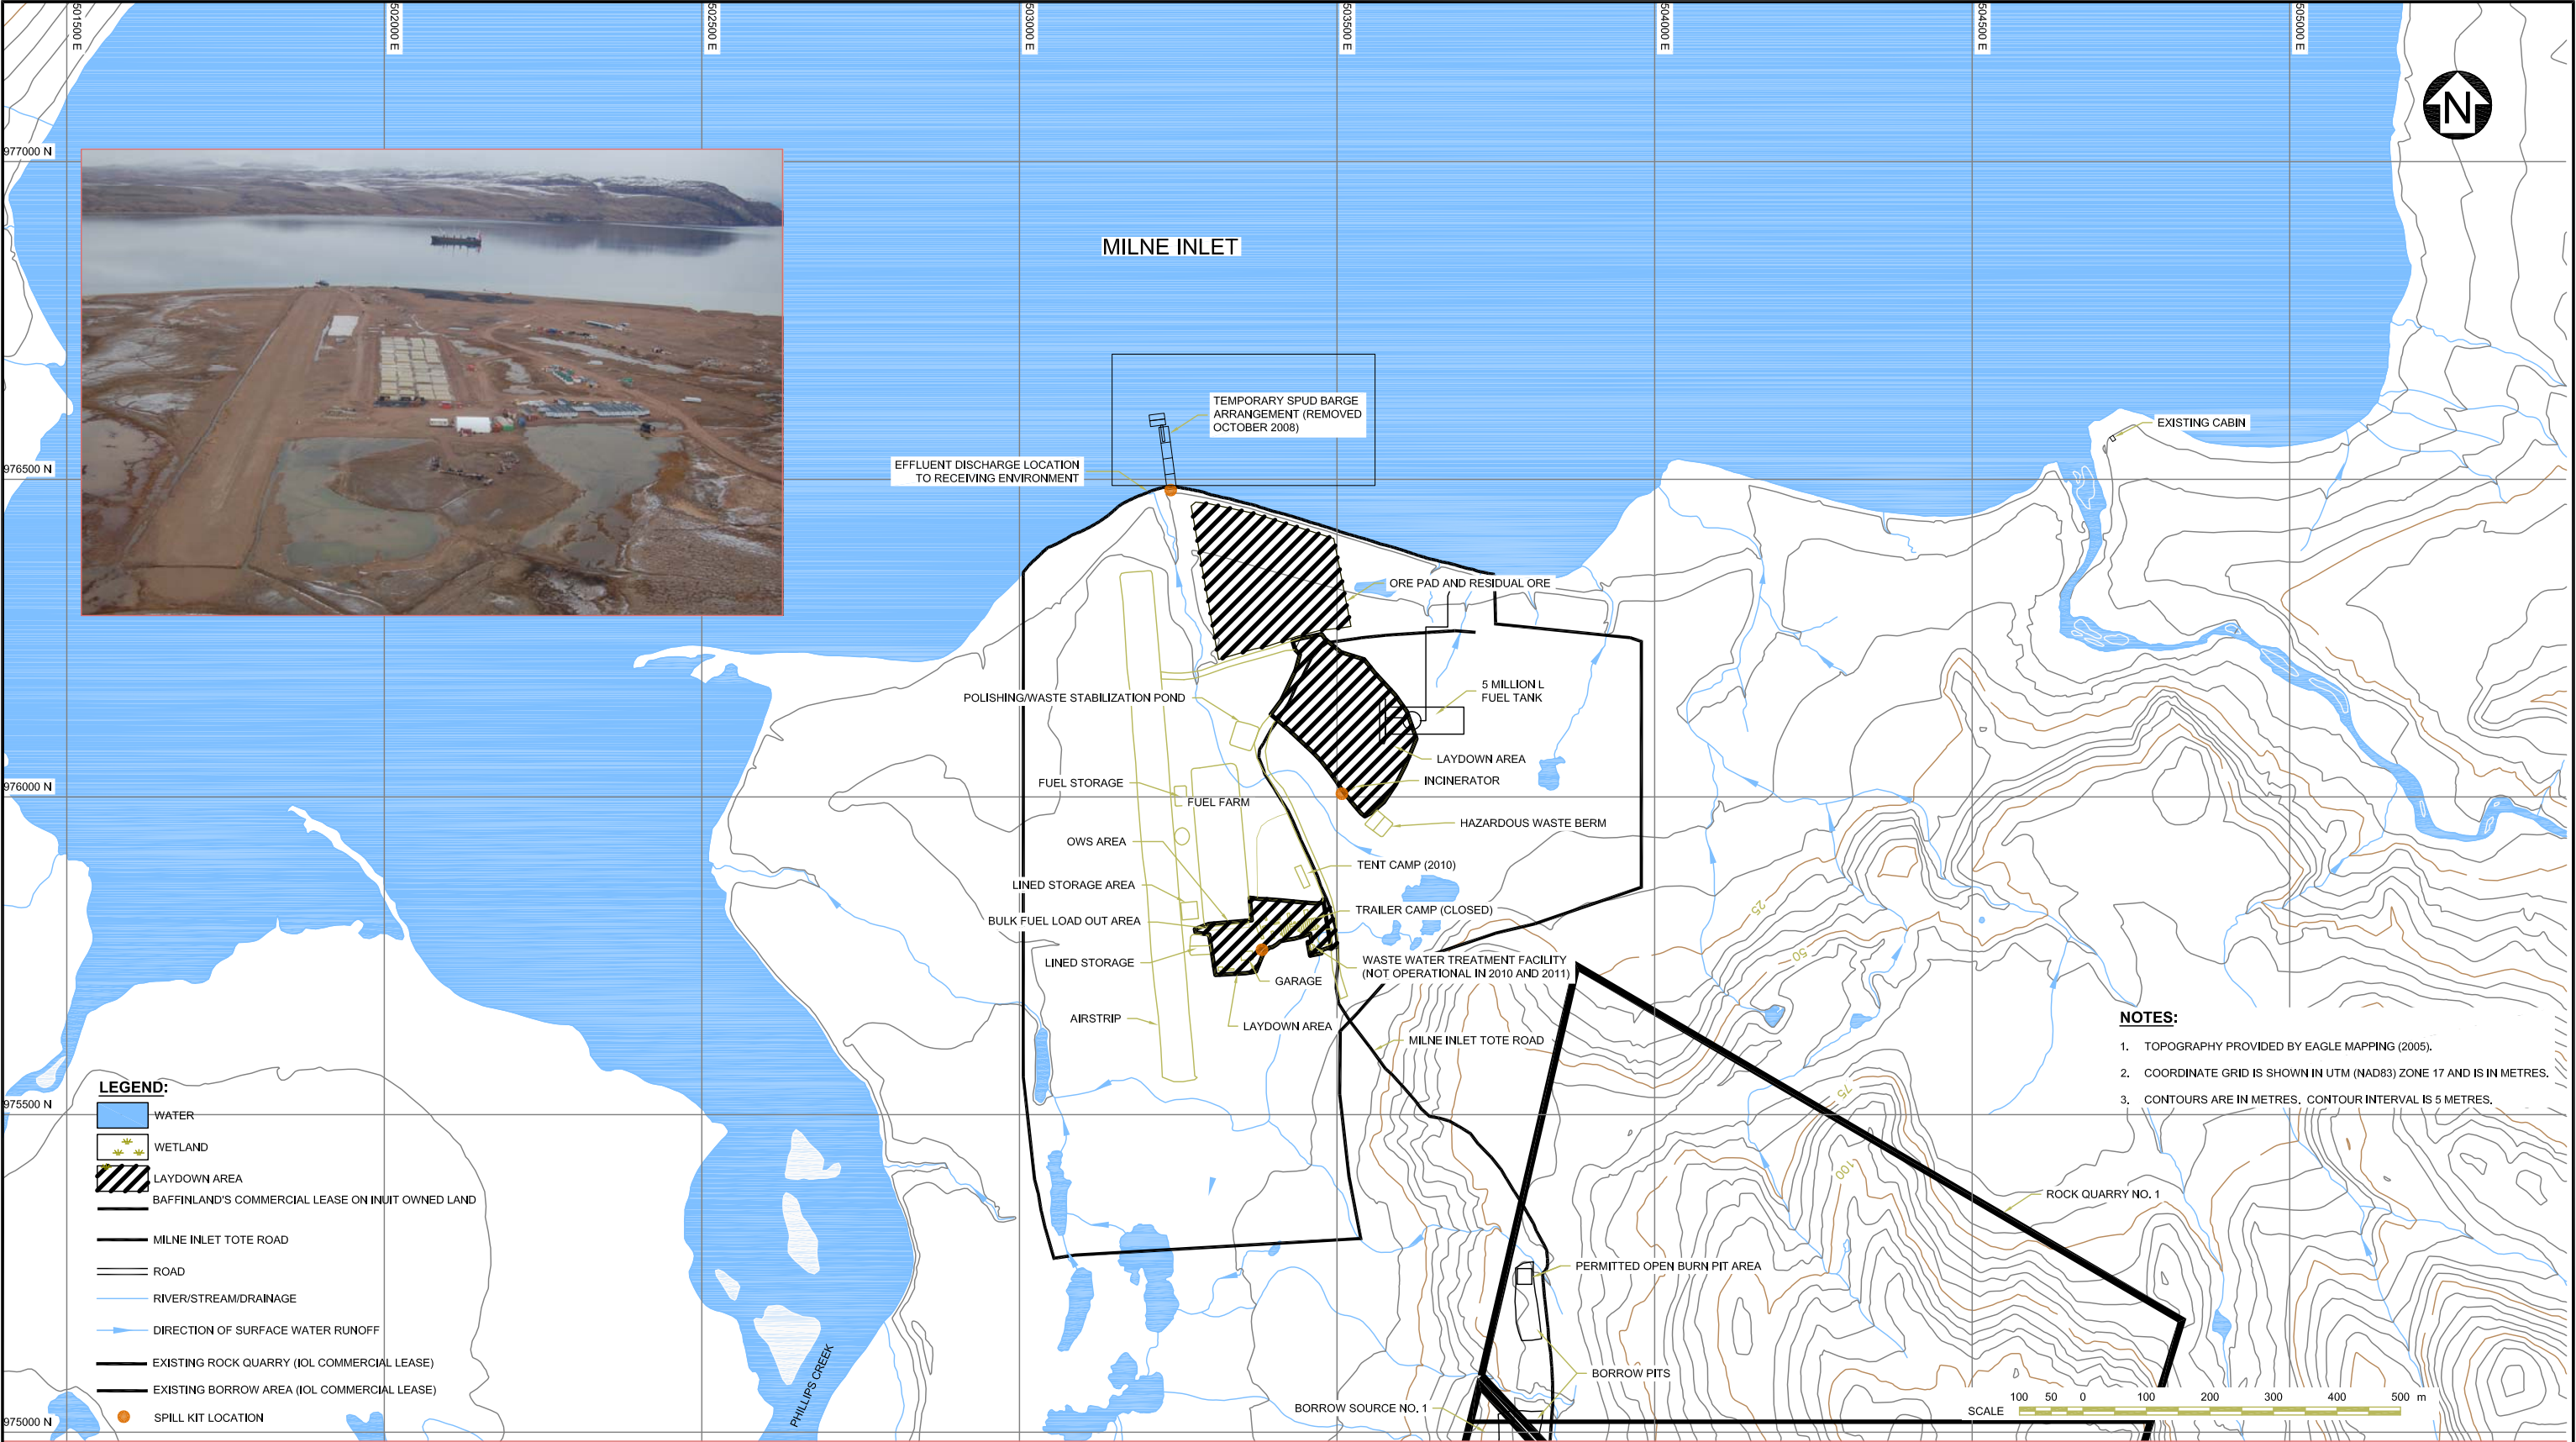 501500 E
502000 E
502500 E
503000 E
503500 E
504000 E
504500 E
505000 E
N
977000 N
MILNE INLET
TEMPORARY SPUD BARGE
ARRANGEMENT (REMOVED
OCTOBER 2008)
EXISTING CABIN
976500 N
EFFLUENT DISCHARGE LOCATION
TO RECEIVING ENVIRONMENT
ORE PAD AND RESIDUAL ORE
POLISHING/WASTE STABILIZATION POND
5 MILLION L
FUEL TANK
LAYDOWN AREA
INCINERATOR
FUEL STORAGE
FUEL FARM
976000 N
HAZARDOUS WASTE BERM
OWS AREA
TENT CAMP (2010)
LINED STORAGE AREA
TRAILER CAMP (CLOSED)
BULK FUEL LOAD OUT AREA
LINED STORAGE
WASTE WATER TREATMENT FACILITY
(NOT OPERATIONAL IN 2010 AND 2011)
GARAGE
AIRSTRIP
LAYDOWN AREA
MILNE INLET TOTE ROAD
25
50
75
100
NOTES:
1. TOPOGRAPHY PROVIDED BY EAGLE MAPPING (2005).
2. COORDINATE GRID IS SHOWN IN UTM (NAD83) ZONE 17 AND IS IN METRES.
3. CONTOURS ARE IN METRES. CONTOUR INTERVAL IS 5 METRES.
LEGEND:
975500 N
WATER
WETLAND
LAYDOWN AREA
BAFFINLAND'S COMMERCIAL LEASE ON INUIT OWNED LAND
MILNE INLET TOTE ROAD
ROAD
RIVER/STREAM/DRAINAGE
DIRECTION OF SURFACE WATER RUNOFF
EXISTING ROCK QUARRY (IOL COMMERCIAL LEASE)
EXISTING BORROW AREA (IOL COMMERCIAL LEASE)
SPILL KIT LOCATION
975000 N
PHILLIPS CREEK
ROCK QUARRY NO. 1
PERMITTED OPEN BURN PIT AREA
BORROW PITS
BORROW SOURCE NO. 1
100 50 0 100 200 300 400 500 m
SCALE